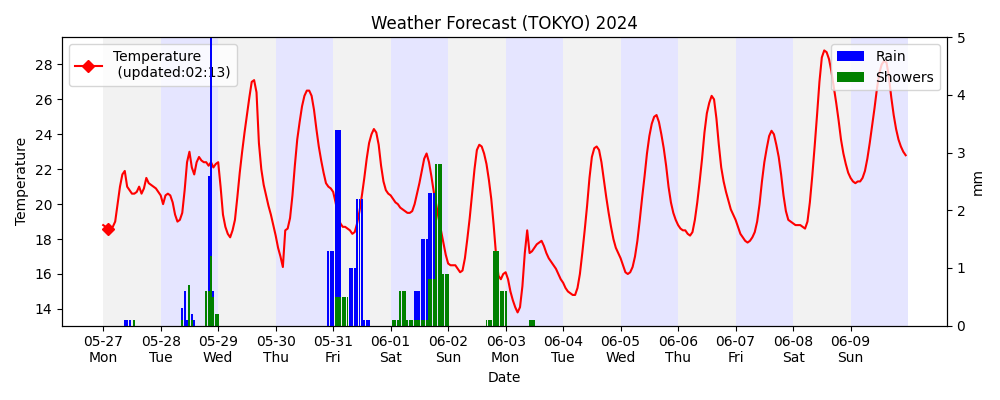 Weather Forecast (TOKYO) 2024
Temperature
(updated:02:13)
Rain
Showers
28
26
24
22
20
18
16
14
Temperature
5
4
3
2
1
0
mm
05-27 05-28 05-29 05-30 05-31 06-01 06-02 06-03 06-04 06-05 06-06 06-07 06-08 06-09
Mon Tue Wed Thu Fri Sat Sun Mon Tue Wed Thu Fri Sat Sun
Date